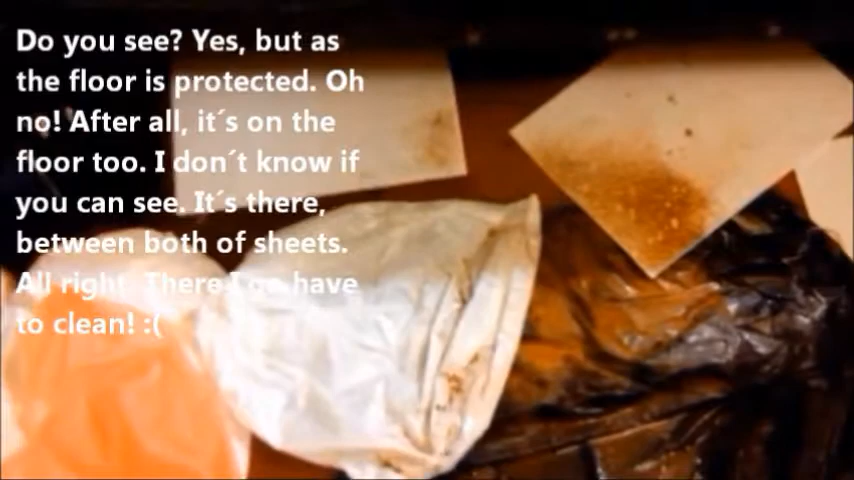 Do you see? Yes, but as
the floor is protected. Oh
no! After all, it´s on the
floor too. I don´t know if
you can see. It´s there,
between both of sheets.
All right. There I go have
to clean! :(